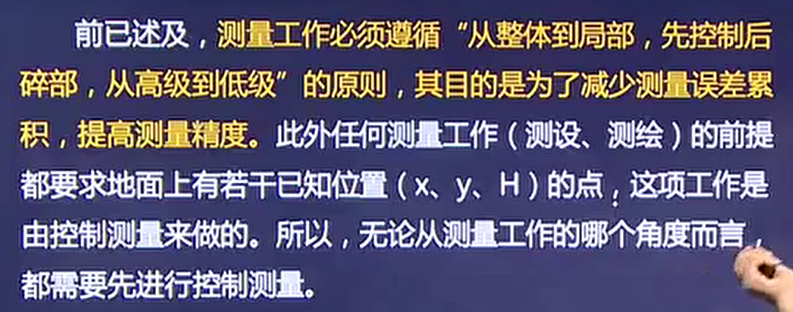 前已述及，测量工作必须遵循“从整体到局部，先控制后
碎部，从高级到低级”的原则，其目的是为了减少测量误差累
积，提高测量精度。此外任何测量工作（测设、测绘）的前提
都要求地面上有若干已知位置（x、y、H）的点；这项工作是
由控制测量来做的。所以，无论从测量工作的哪个角度而言，
都需要先进行控制测量。